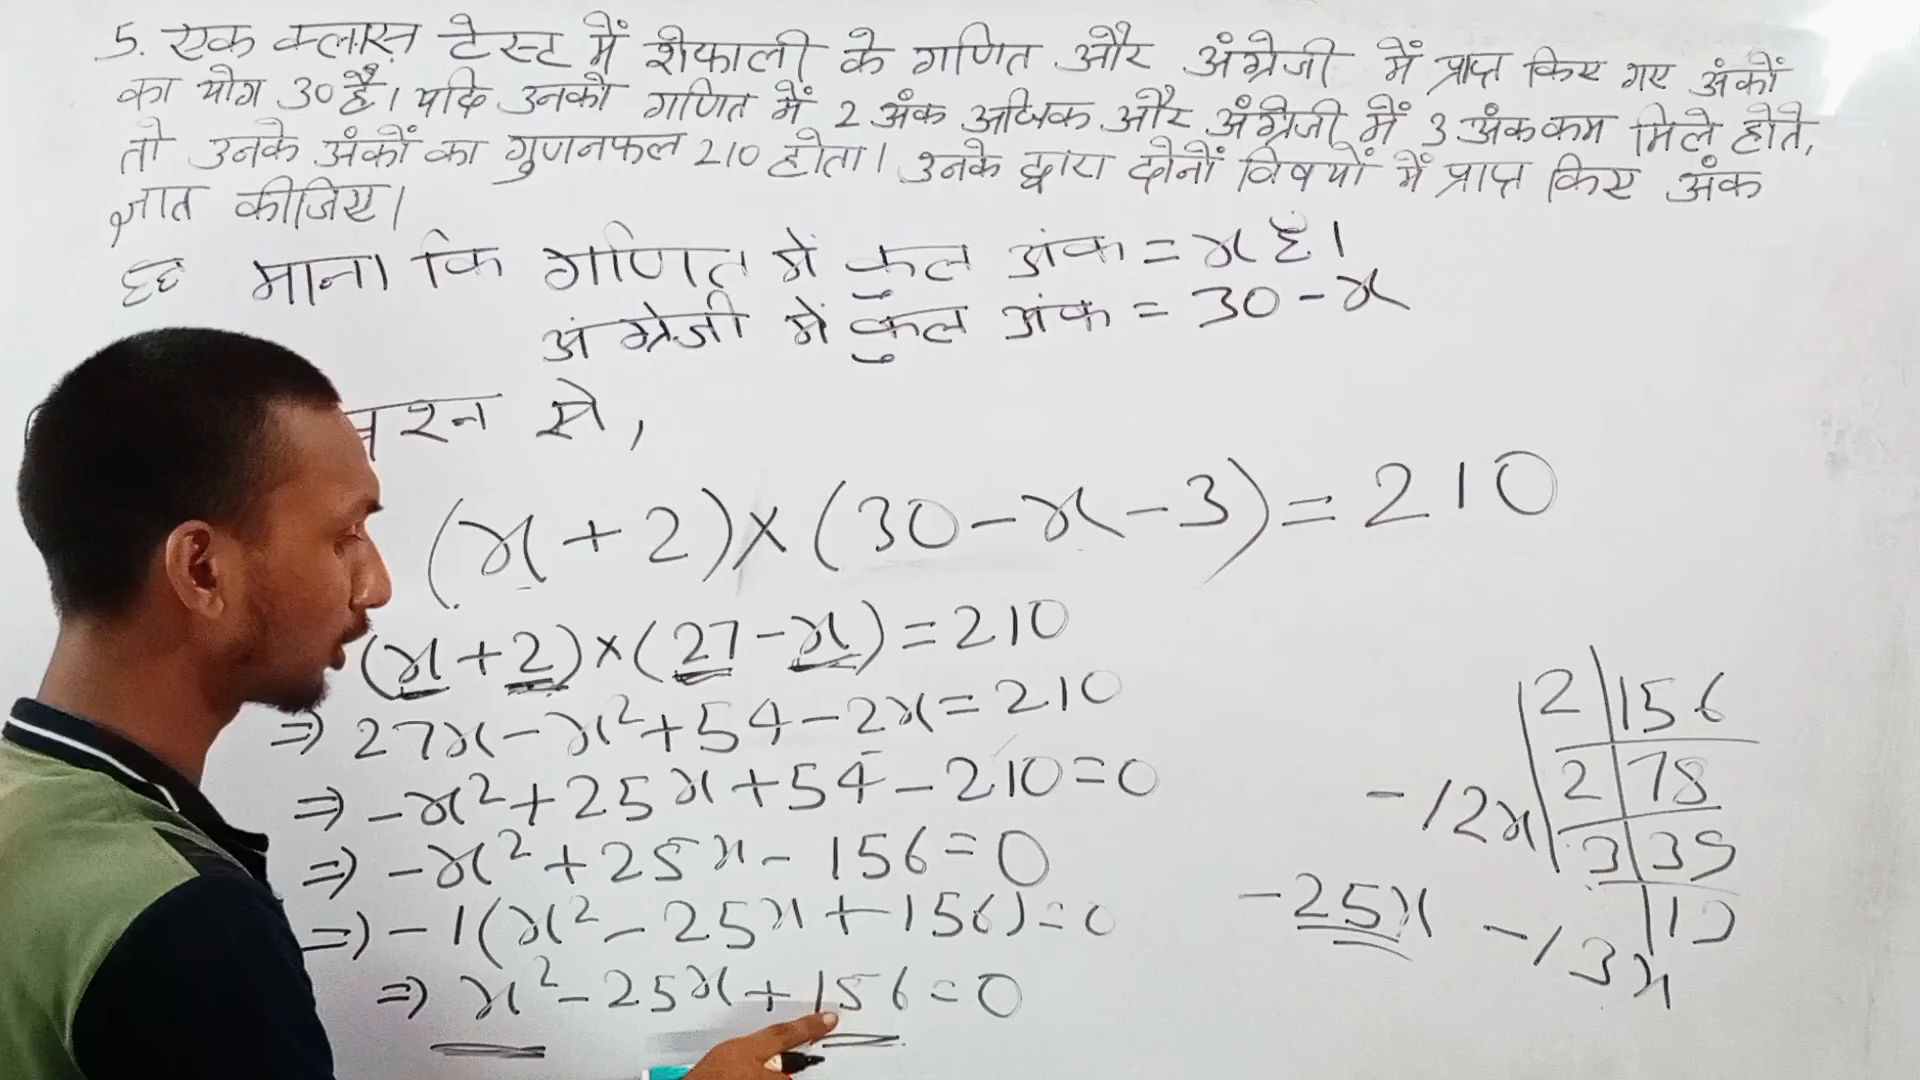 5. एक क्लास टेस्ट में शेफाली के गणित और अंग्रेजी में प्राप्त किए गए अंकों
का योग 30 है। यदि उनको गणित में 2 अंक अधिक और अंग्रेजी में 3 अंक कम मिले होते,
तो उनके अंकों का गुणनफल 210 होता। उनके द्वारा दोनों विषयों में प्राप्त किए अंक
ज्ञात कीजिए।
माना कि गणित में कुल अंक = x है।
अंग्रेजी में कुल अंक = 30 - x
प्रश्न से,
(x + 2) × (30 - x - 3) = 210
(x + 2) × (27 - x) = 210
⇒ 27x - x² + 54 - 2x = 210
⇒ -x² + 25x + 54 - 210 = 0
⇒ -x² + 25x - 156 = 0
⇒ -1(x² - 25x + 156) = 0
⇒ x² - 25x + 156 = 0
2 | 156
2 | 78
3 | 39
13
-12x
-25x
-13x